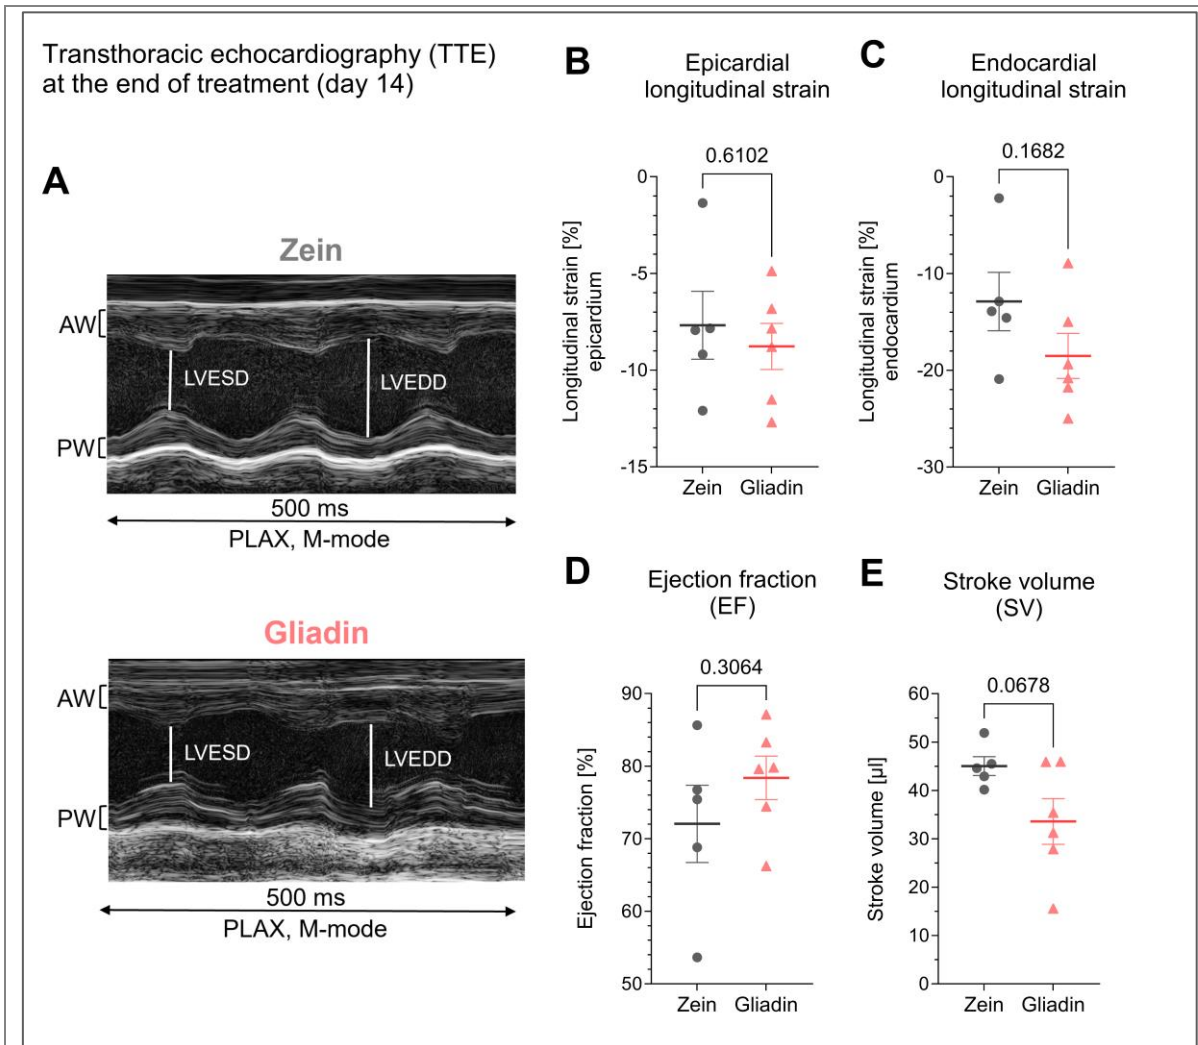 Transthoracic echocardiography (TTE)
at the end of treatment (day 14)
A
Zein
AW
LVESD
LVEDD
PW
500 ms
PLAX, M-mode
Gliadin
AW
LVESD
LVEDD
PW
500 ms
PLAX, M-mode
B
Epicardial
longitudinal strain
0.6102
Longitudinal strain [%]
epicardium
0
-5
-10
-15
Zein Gliadin
C
Endocardial
longitudinal strain
0.1682
Longitudinal strain [%]
endocardium
0
-10
-20
-30
Zein Gliadin
D
Ejection fraction
(EF)
0.3064
Ejection fraction [%]
90
80
70
60
50
Zein Gliadin
E
Stroke volume
(SV)
0.0678
Stroke volume [µl]
60
50
40
30
20
10
0
Zein Gliadin